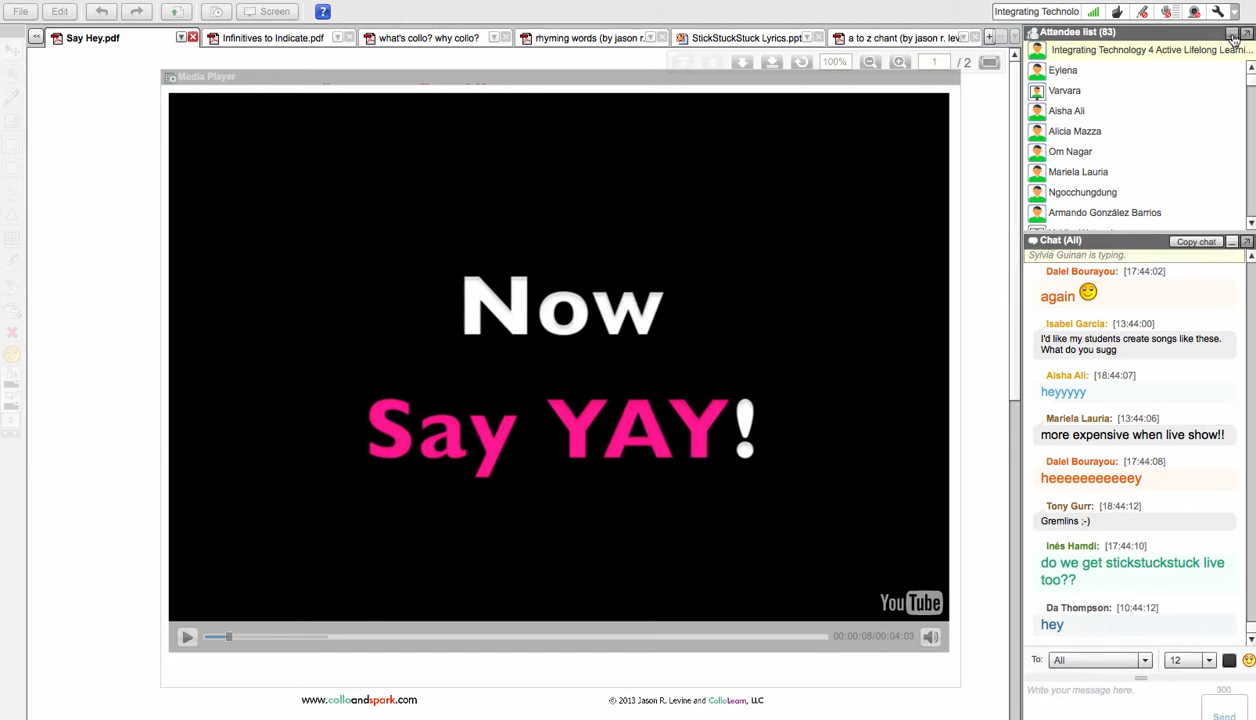 File
Edit
Screen
?
Integrating Technolo
<<
Say Hey.pdf
Infinitives to Indicate.pdf
what's collo? why collo?
rhyming words (by jason r.
StickStuckStuck Lyrics.ppt
a to z chant (by jason r. lev
Media Player
100%
1
/ 2
Now
Say YAY!
YouTube
00:00:08/00:04:03
www.colloandspark.com
© 2013 Jason R. Levine and ColloLearn, LLC
Attendee list (83)
Integrating Technology 4 Active Lifelong Learni...
Eylena
Varvara
Aisha Ali
Alicia Mazza
Om Nagar
Mariela Lauria
Ngocchungdung
Armando González Barrios
Chat (All)
Copy chat
Sylvia Guinan is typing.
Dalel Bourayou: [17:44:02]
again
Isabel García: [13:44:00]
I'd like my students create songs like these.
What do you sugg
Aisha Ali: [18:44:07]
heyyyyy
Mariela Lauria: [13:44:06]
more expensive when live show!!
Dalel Bourayou: [17:44:08]
heeeeeeeeeeey
Tony Gurr: [18:44:12]
Gremlins ;-)
Inés Hamdi: [17:44:10]
do we get stickstuckstuck live
too??
Da Thompson: [10:44:12]
hey
To:
All
12
Write your message here.
300
Send